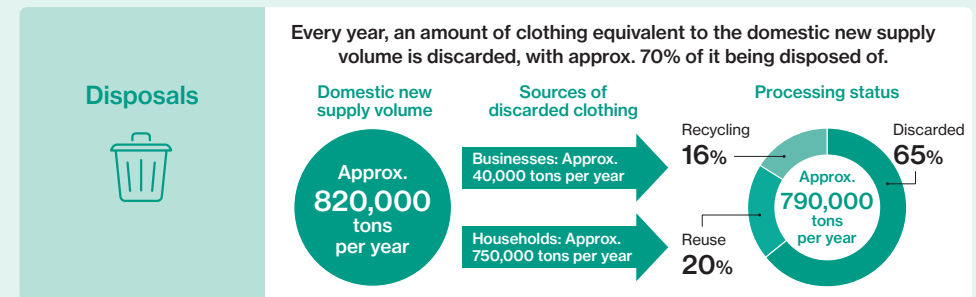 Disposals
Every year, an amount of clothing equivalent to the domestic new supply
volume is discarded, with approx. 70% of it being disposed of.
Domestic new
supply volume
Approx.
820,000
tons
per year
Sources of
discarded clothing
Businesses: Approx.
40,000 tons per year
Households: Approx.
750,000 tons per year
Processing status
Recycling
16%
Discarded
65%
Approx.
790,000
tons
per year
Reuse
20%